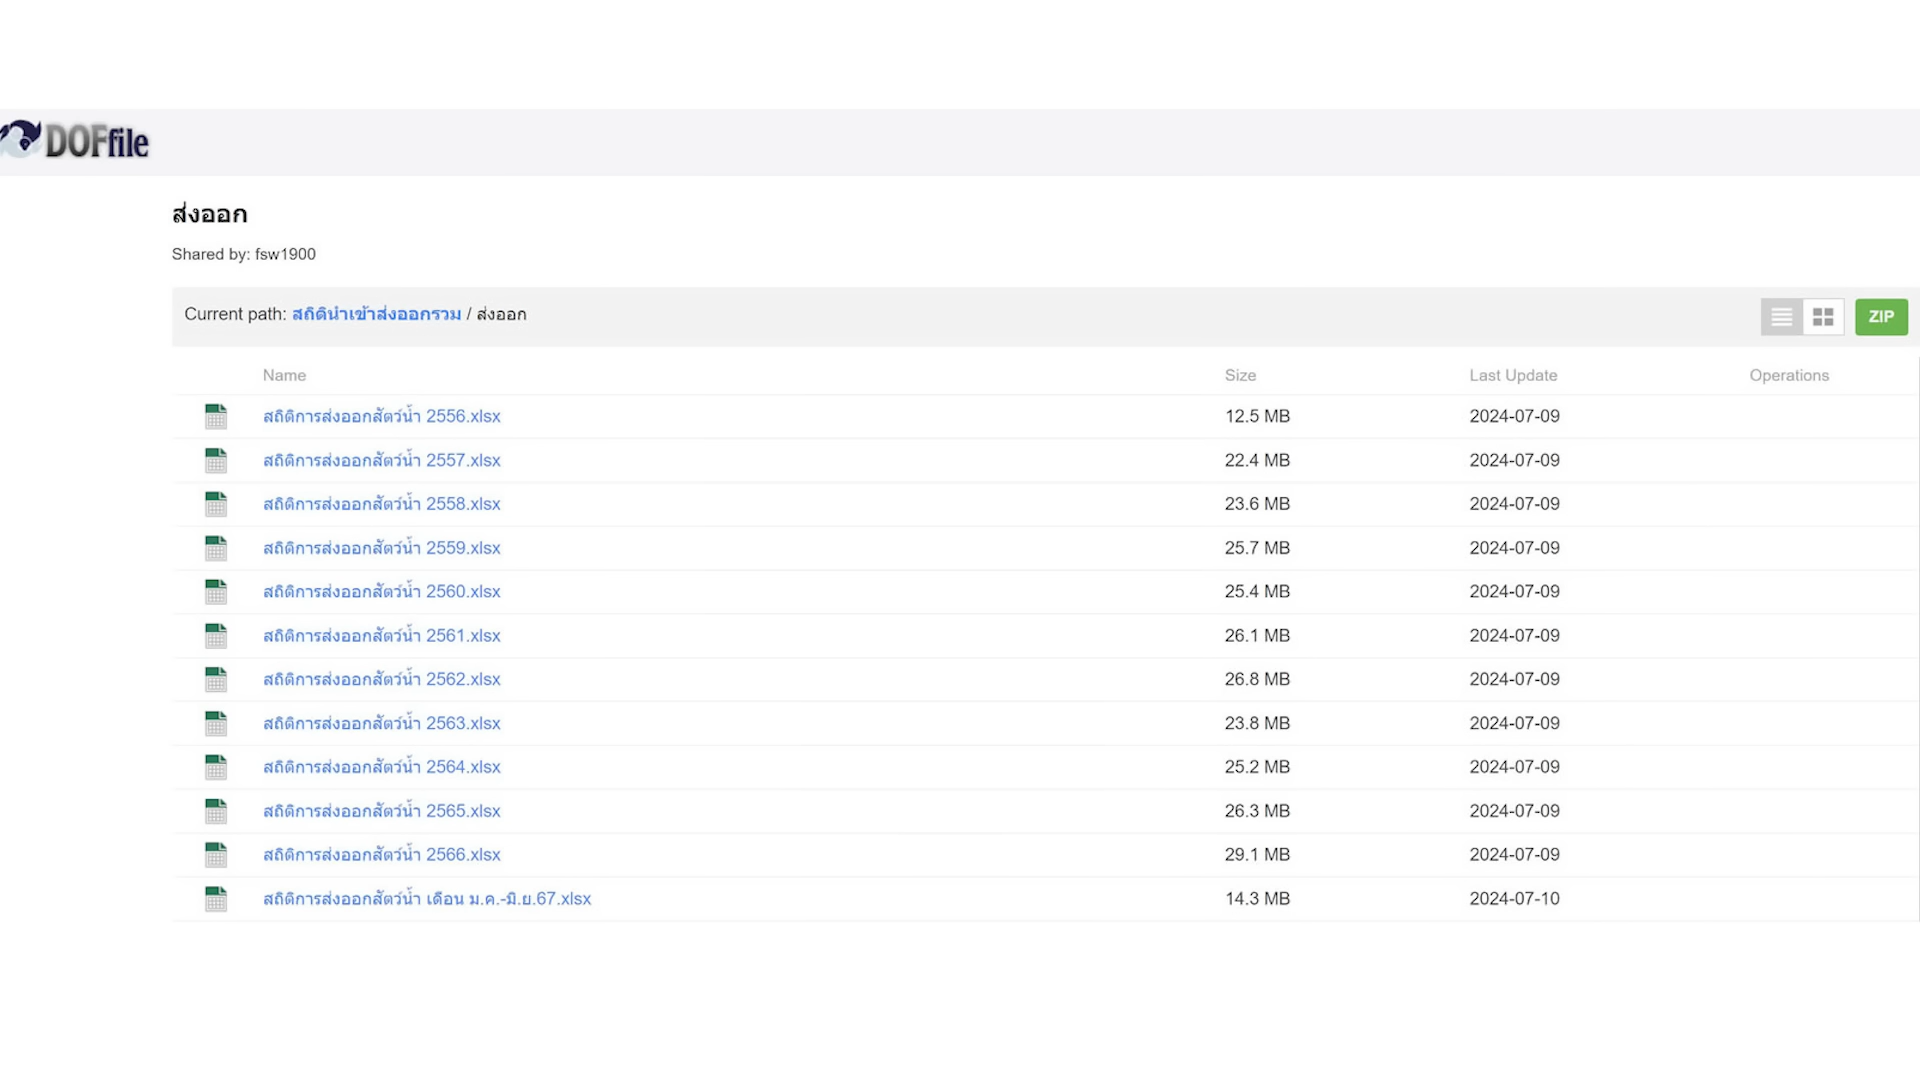 DOFfile
ส่งออก
Shared by: fsw1900
Current path: สถิตินำเข้าส่งออกรวม / ส่งออก
ZIP
Name Size Last Update Operations
สถิติการส่งออกสัตว์น้ำ 2556.xlsx 12.5 MB 2024-07-09
สถิติการส่งออกสัตว์น้ำ 2557.xlsx 22.4 MB 2024-07-09
สถิติการส่งออกสัตว์น้ำ 2558.xlsx 23.6 MB 2024-07-09
สถิติการส่งออกสัตว์น้ำ 2559.xlsx 25.7 MB 2024-07-09
สถิติการส่งออกสัตว์น้ำ 2560.xlsx 25.4 MB 2024-07-09
สถิติการส่งออกสัตว์น้ำ 2561.xlsx 26.1 MB 2024-07-09
สถิติการส่งออกสัตว์น้ำ 2562.xlsx 26.8 MB 2024-07-09
สถิติการส่งออกสัตว์น้ำ 2563.xlsx 23.8 MB 2024-07-09
สถิติการส่งออกสัตว์น้ำ 2564.xlsx 25.2 MB 2024-07-09
สถิติการส่งออกสัตว์น้ำ 2565.xlsx 26.3 MB 2024-07-09
สถิติการส่งออกสัตว์น้ำ 2566.xlsx 29.1 MB 2024-07-09
สถิติการส่งออกสัตว์น้ำ เดือน ม.ค.-มิ.ย.67.xlsx 14.3 MB 2024-07-10